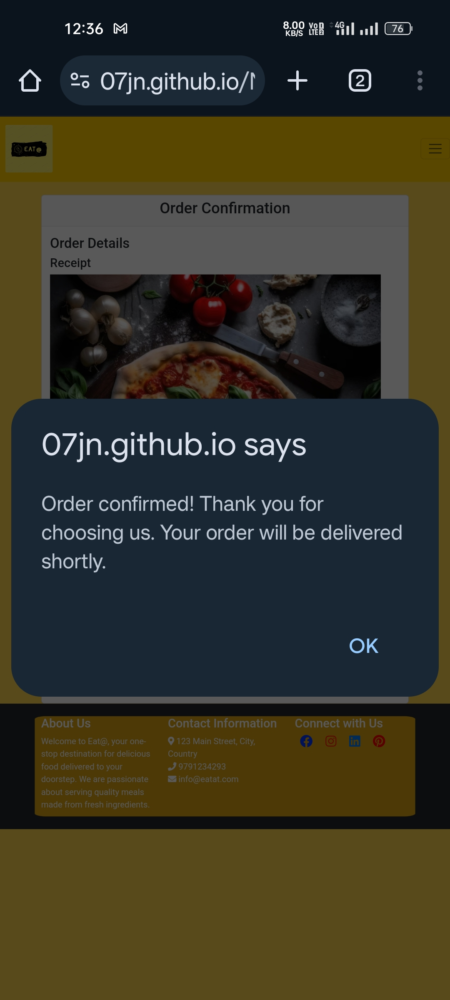 12:36
8.00
KB/S
Vo
LTE 2
4G
76
07jn.github.io/
2
EAT@
Order Confirmation
Order Details
Receipt
07jn.github.io says
Order confirmed! Thank you for
choosing us. Your order will be delivered
shortly.
OK
About Us
Welcome to Eat@, your one-
stop destination for delicious
food delivered to your
doorstep. We are passionate
about serving quality meals
made from fresh ingredients.
Contact Information
123 Main Street, City,
Country
9791234293
info@eatat.com
Connect with Us